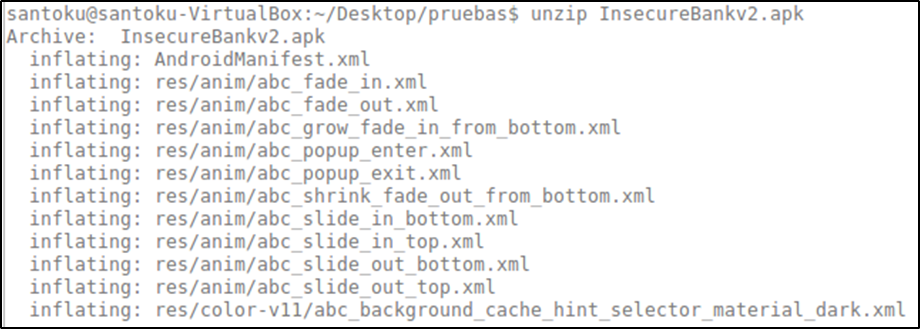 santoku@santoku-VirtualBox:~/Desktop/pruebas$ unzip InsecureBankv2.apk
Archive:  InsecureBankv2.apk
  inflating: AndroidManifest.xml
  inflating: res/anim/abc_fade_in.xml
  inflating: res/anim/abc_fade_out.xml
  inflating: res/anim/abc_grow_fade_in_from_bottom.xml
  inflating: res/anim/abc_popup_enter.xml
  inflating: res/anim/abc_popup_exit.xml
  inflating: res/anim/abc_shrink_fade_out_from_bottom.xml
  inflating: res/anim/abc_slide_in_bottom.xml
  inflating: res/anim/abc_slide_in_top.xml
  inflating: res/anim/abc_slide_out_bottom.xml
  inflating: res/anim/abc_slide_out_top.xml
  inflating: res/color-v11/abc_background_cache_hint_selector_material_dark.xml